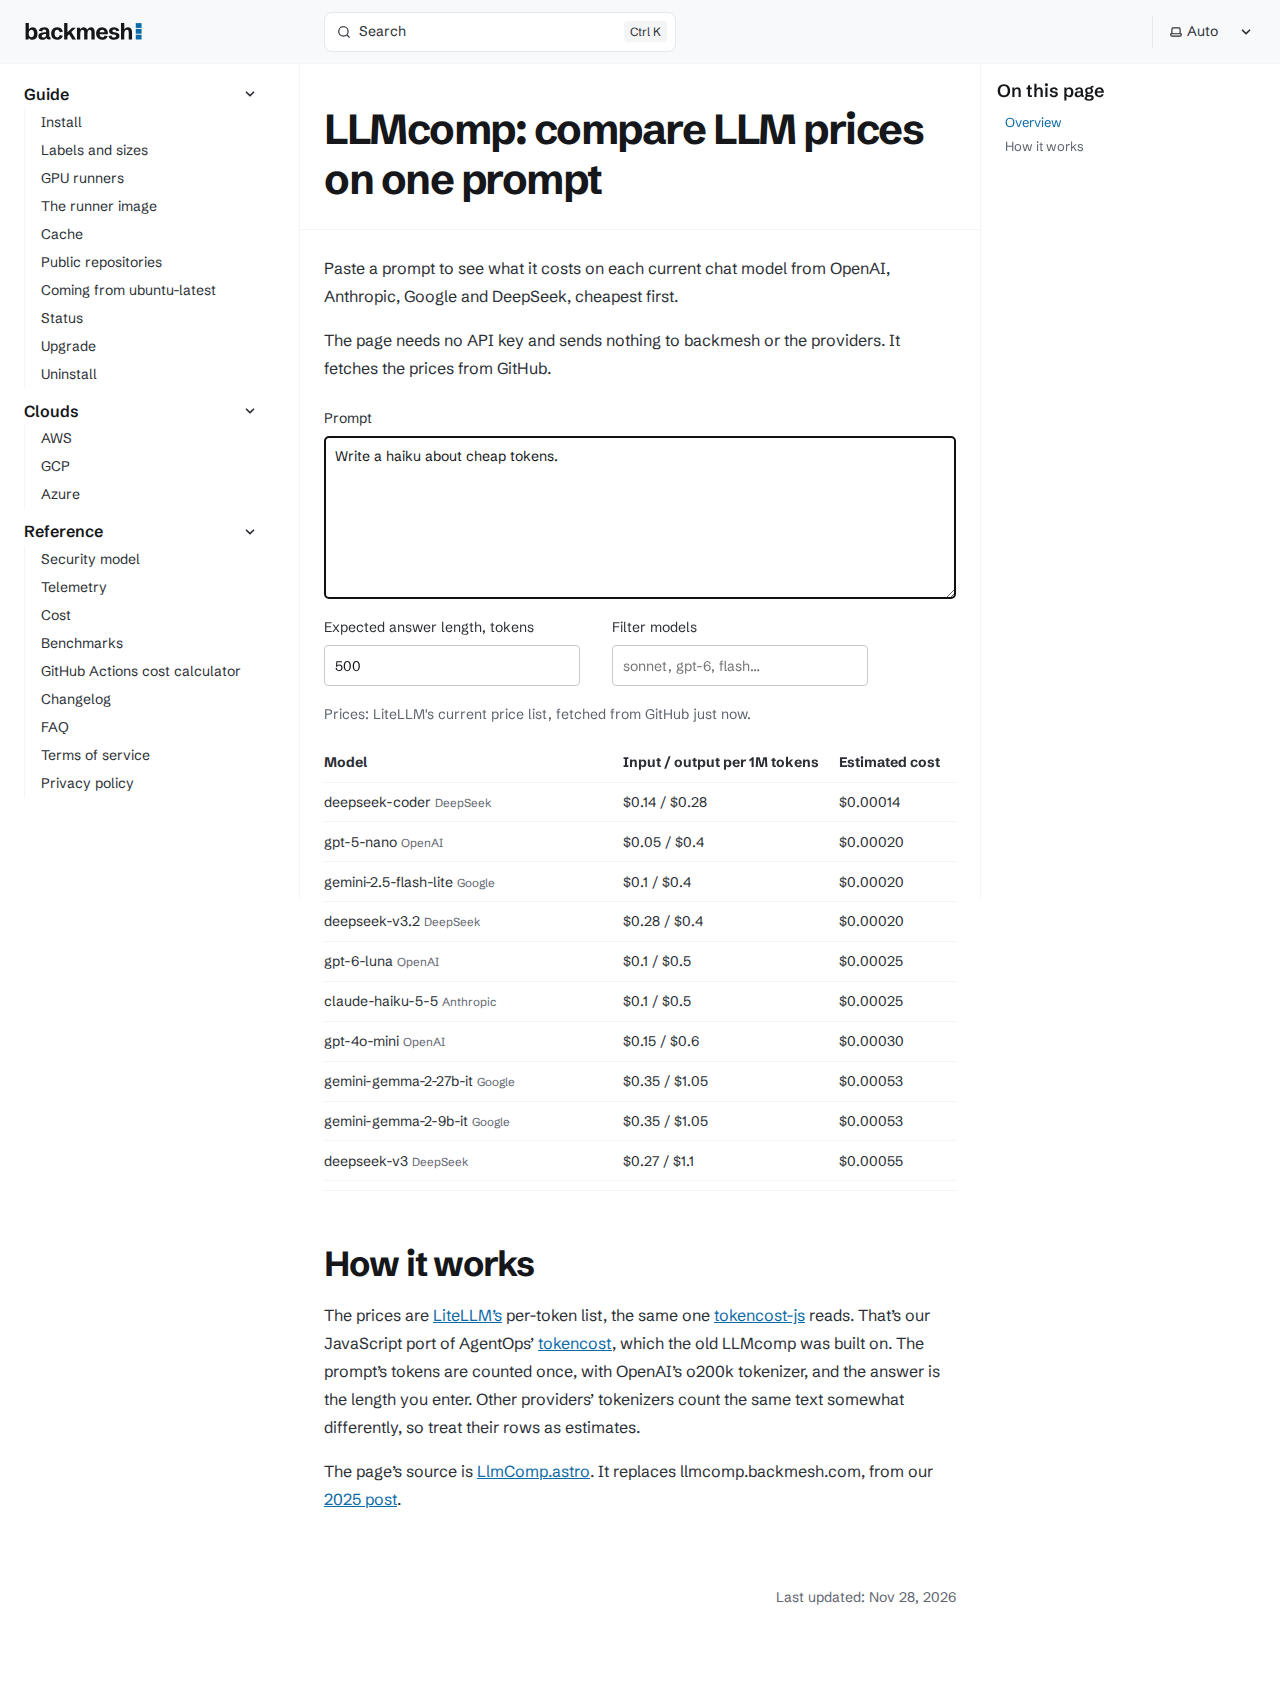 backmesh
Search
Ctrl K
Auto
Guide
Install
Labels and sizes
GPU runners
The runner image
Cache
Public repositories
Coming from ubuntu-latest
Status
Upgrade
Uninstall
Clouds
AWS
GCP
Azure
Reference
Security model
Telemetry
Cost
Benchmarks
GitHub Actions cost calculator
Changelog
FAQ
Terms of service
Privacy policy
LLMcomp: compare LLM prices
on one prompt
Paste a prompt to see what it costs on each current chat model from OpenAI,
Anthropic, Google and DeepSeek, cheapest first.
The page needs no API key and sends nothing to backmesh or the providers. It
fetches the prices from GitHub.
Prompt
Write a haiku about cheap tokens.
Expected answer length, tokens
Filter models
500
sonnet, gpt-6, flash…
Prices: LiteLLM's current price list, fetched from GitHub just now.
Model Input / output per 1M tokens Estimated cost
deepseek-coder DeepSeek $0.14 / $0.28 $0.00014
gpt-5-nano OpenAI $0.05 / $0.4 $0.00020
gemini-2.5-flash-lite Google $0.1 / $0.4 $0.00020
deepseek-v3.2 DeepSeek $0.28 / $0.4 $0.00020
gpt-6-luna OpenAI $0.1 / $0.5 $0.00025
claude-haiku-5-5 Anthropic $0.1 / $0.5 $0.00025
gpt-4o-mini OpenAI $0.15 / $0.6 $0.00030
gemini-gemma-2-27b-it Google $0.35 / $1.05 $0.00053
gemini-gemma-2-9b-it Google $0.35 / $1.05 $0.00053
deepseek-v3 DeepSeek $0.27 / $1.1 $0.00055
How it works
The prices are LiteLLM’s per-token list, the same one tokencost-js reads. That’s our
JavaScript port of AgentOps’ tokencost, which the old LLMcomp was built on. The
prompt’s tokens are counted once, with OpenAI’s o200k tokenizer, and the answer is
the length you enter. Other providers’ tokenizers count the same text somewhat
differently, so treat their rows as estimates.
The page’s source is LlmComp.astro. It replaces llmcomp.backmesh.com, from our
2025 post.
Last updated: Nov 28, 2026
On this page
Overview
How it works